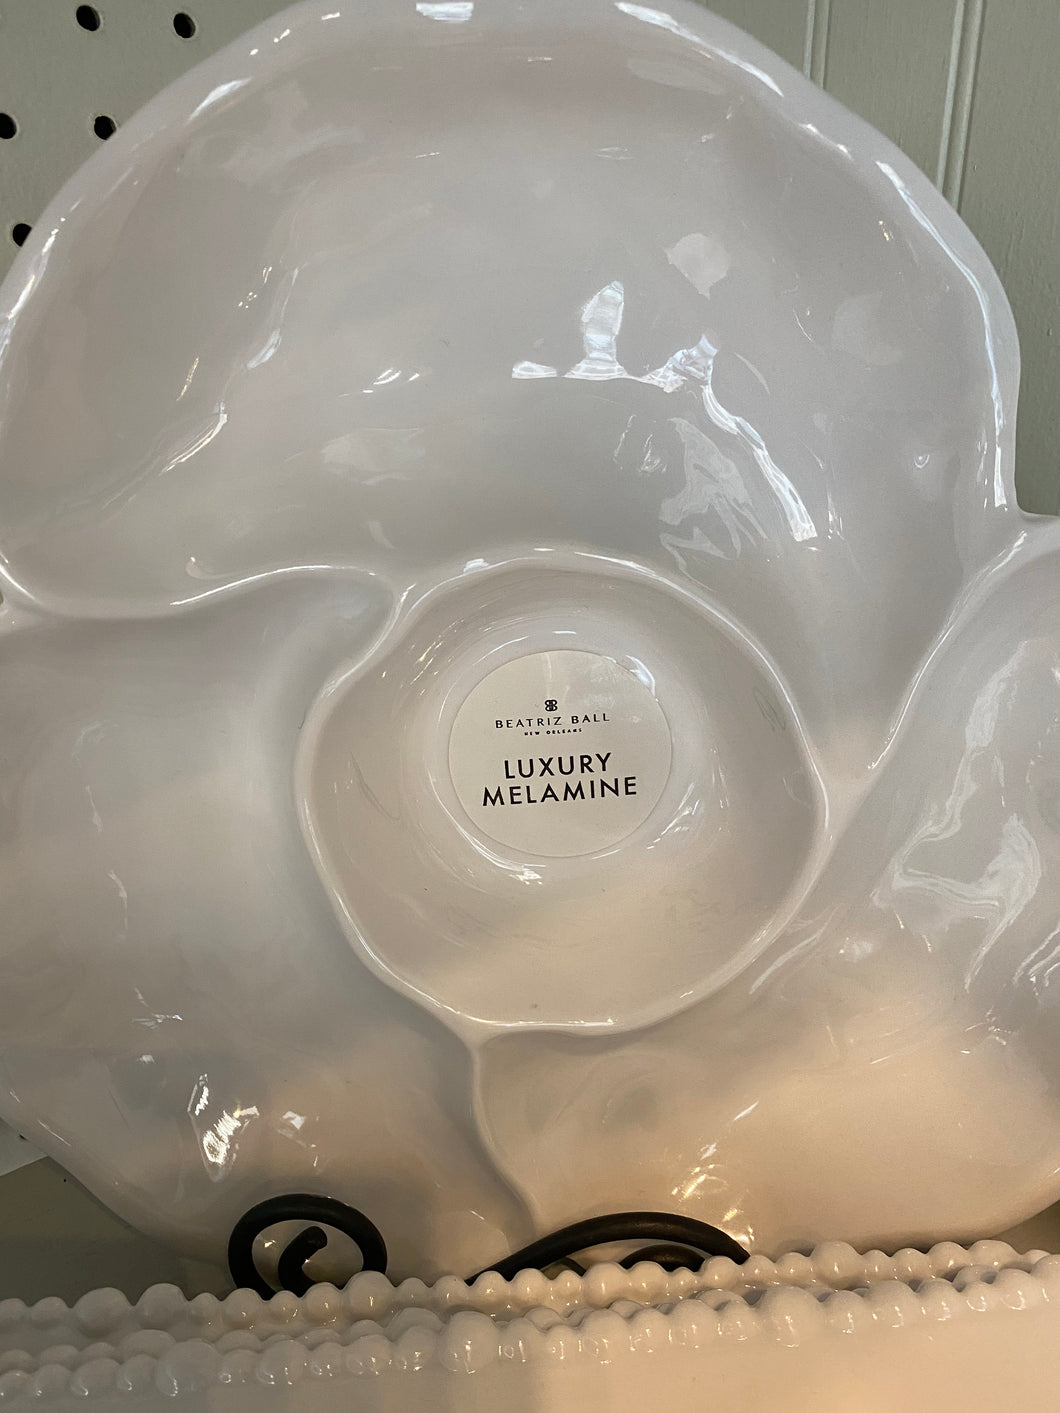 BEATRIZ BALL
NEW ORLEANS
LUXURY
MELAMINE